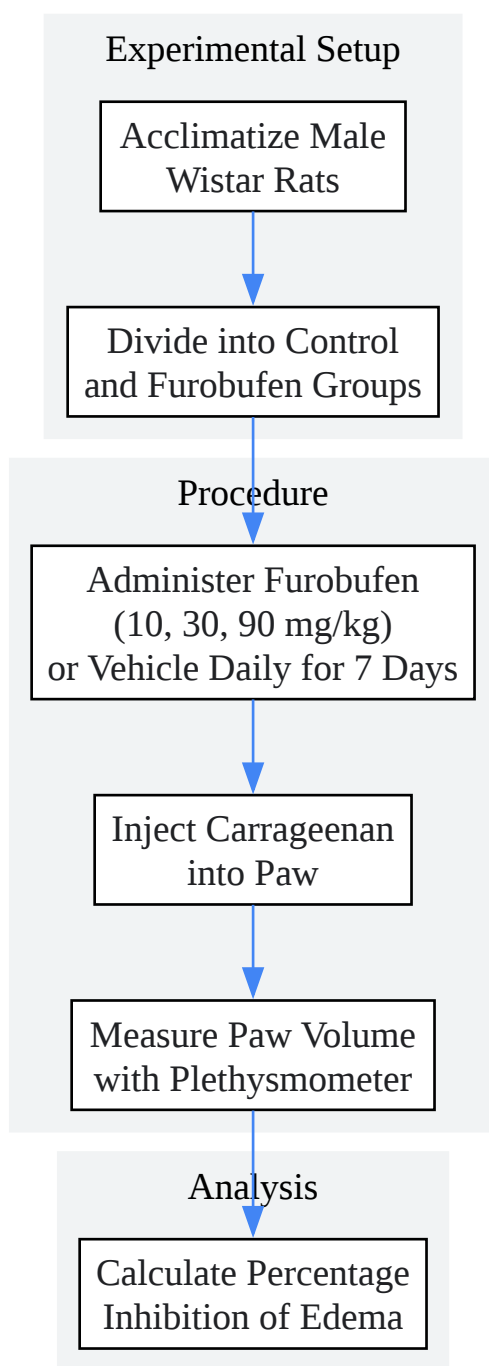 Experimental Setup
Acclimatize Male
Wistar Rats
Divide into Control
and Furobufen Groups
Procedure
Administer Furobufen
(10, 30, 90 mg/kg)
or Vehicle Daily for 7 Days
Inject Carrageenan
into Paw
Measure Paw Volume
with Plethysmometer
Analysis
Calculate Percentage
Inhibition of Edema